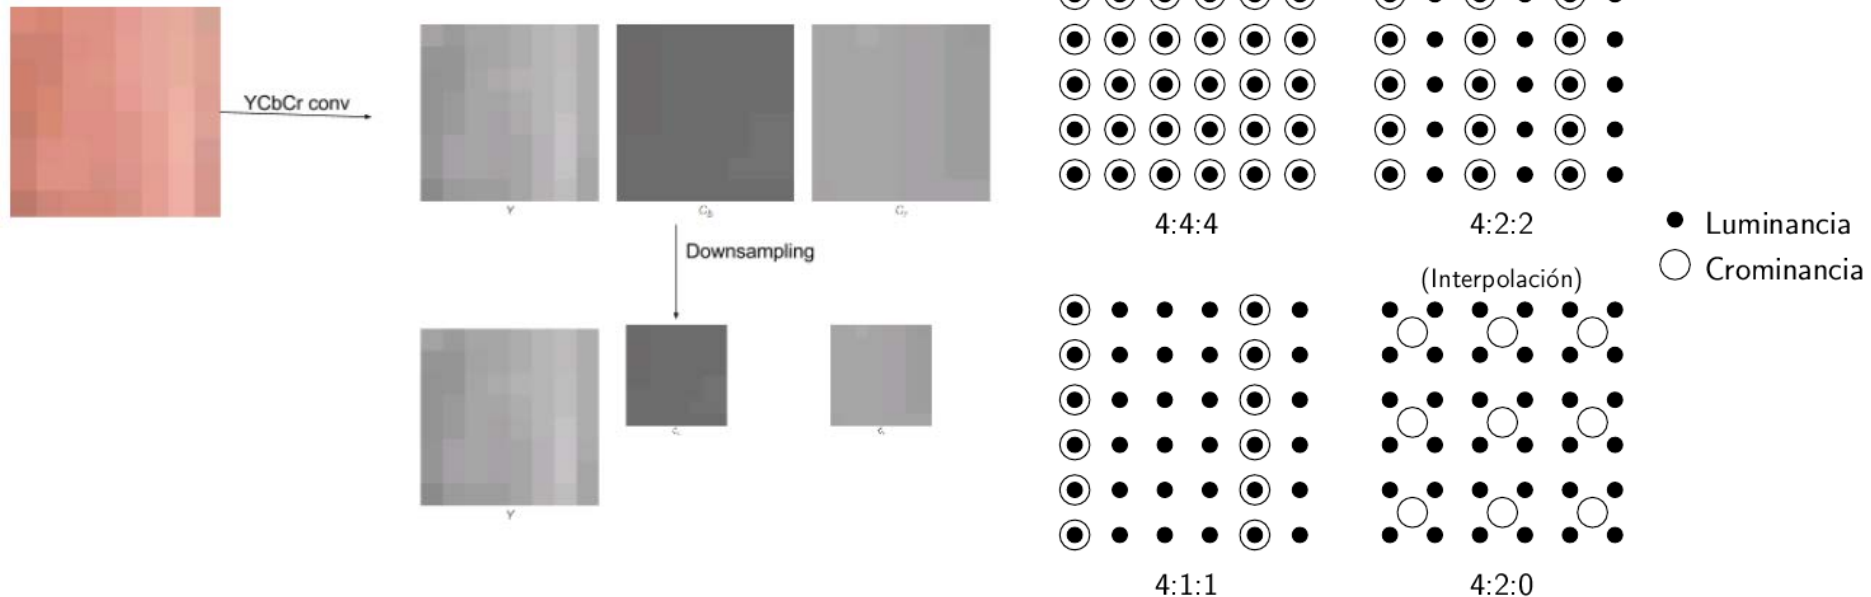 YCbCr conv
Y
Cb
Cr
Downsampling
Y
4:4:4
4:2:2
Luminancia
Crominancia
(Interpolación)
4:1:1
4:2:0